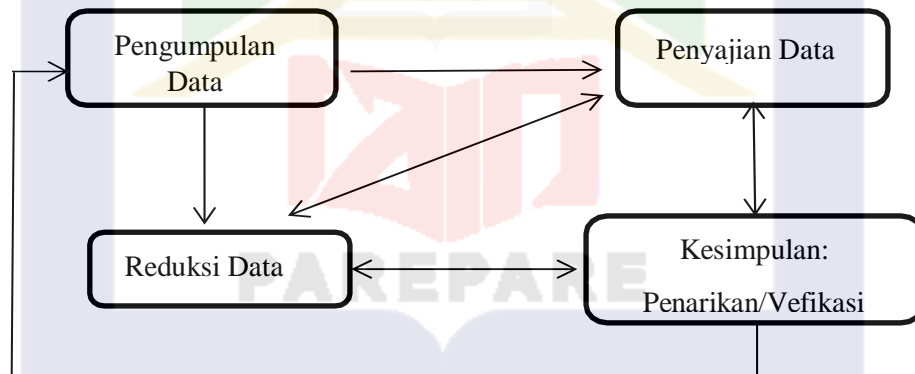 Pengumpulan
Data
Penyajian Data
Reduksi Data
Kesimpulan:
Penarikan/Vefikasi
PAREPARE